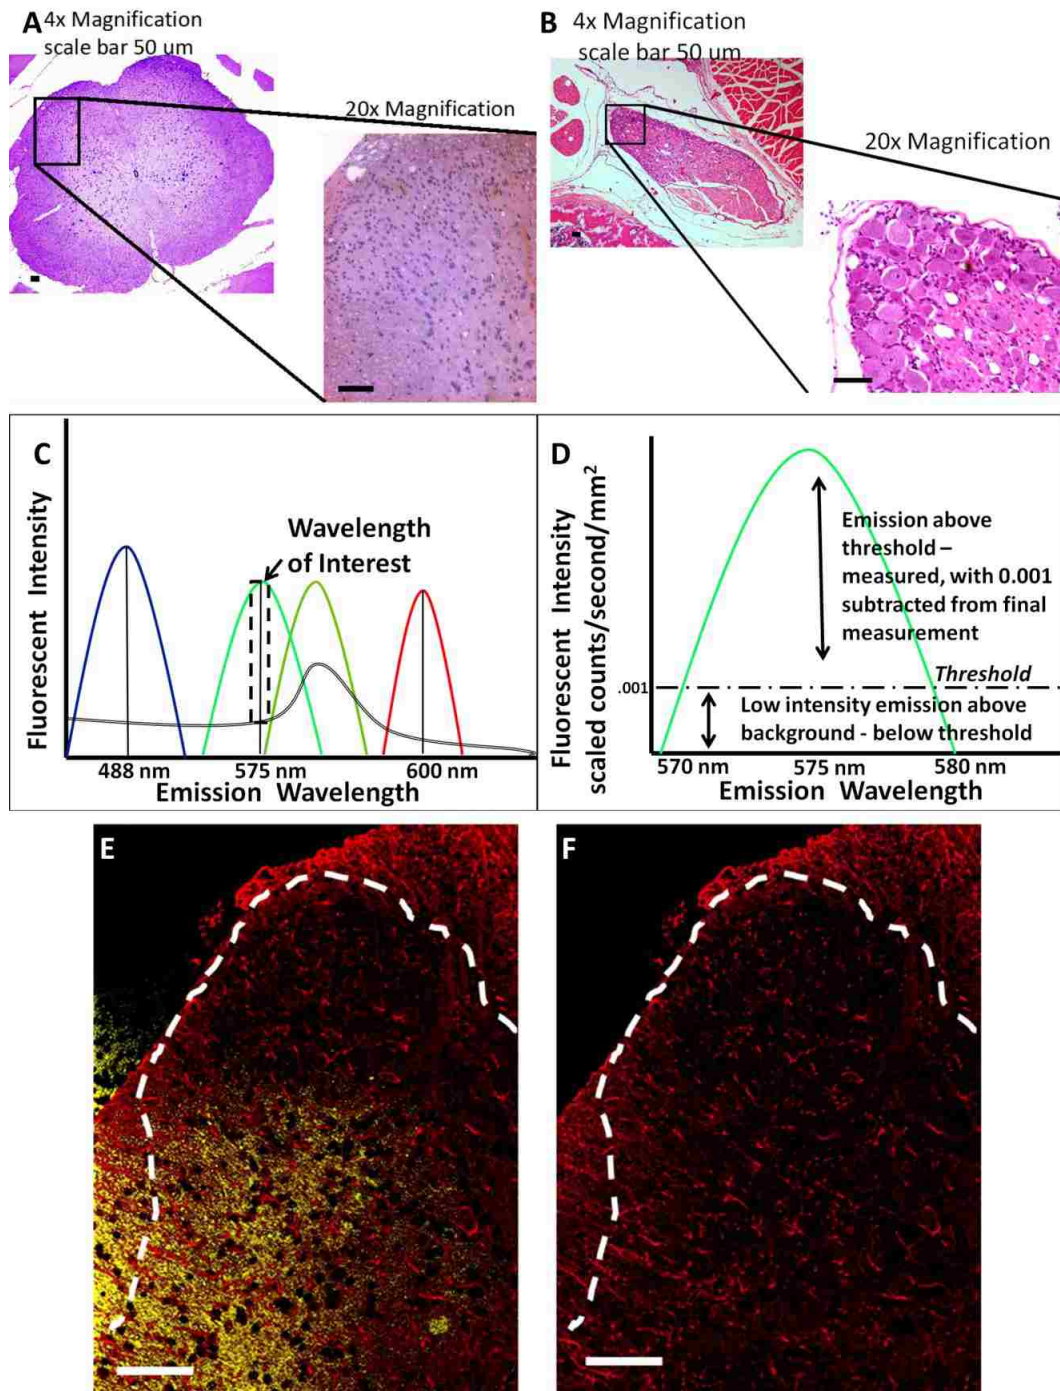 A
4x Magnification
scale bar 50 um
20x Magnification
B
4x Magnification
scale bar 50 um
20x Magnification
C
Fluorescent Intensity
Wavelength
of Interest
488 nm
575 nm
600 nm
Emission Wavelength
D
Fluorescent Intensity
scaled counts/second/mm²
Emission above
threshold –
measured, with 0.001
subtracted from final
measurement
Threshold
.001
Low intensity emission above
background - below threshold
570 nm
575 nm
580 nm
Emission Wavelength
E
F